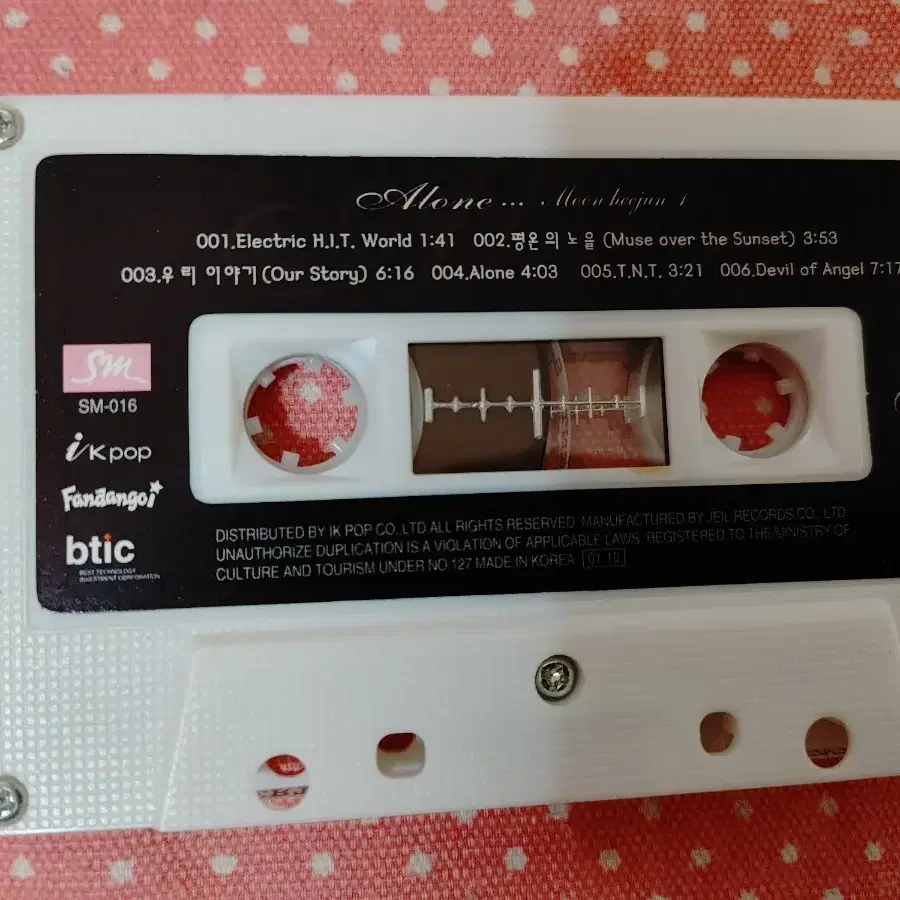 Alone... Moon heejun 1
001.Electric H.I.T. World 1:41 002.평온의 노을 (Muse over the Sunset) 3:53
003.우리 이야기(Our Story) 6:16 004.Alone 4:03 005.T.N.T. 3:21 006.Devil of Angel 7:17
SM
SM-016
iKpop
Fandango!
btic
BEST TECHNOLOGY
INVESTMENT CORPORATION
DISTRIBUTED BY IK POP CO. LTD ALL RIGHTS RESERVED. MANUFACTURED BY JEIL RECORDS CO., LTD
UNAUTHORIZE DUPLICATION IS A VIOLATION OF APPLICABLE LAWS. REGISTERED TO THE MINISTRY OF
CULTURE AND TOURISM UNDER NO 127 MADE IN KOREA 01 10